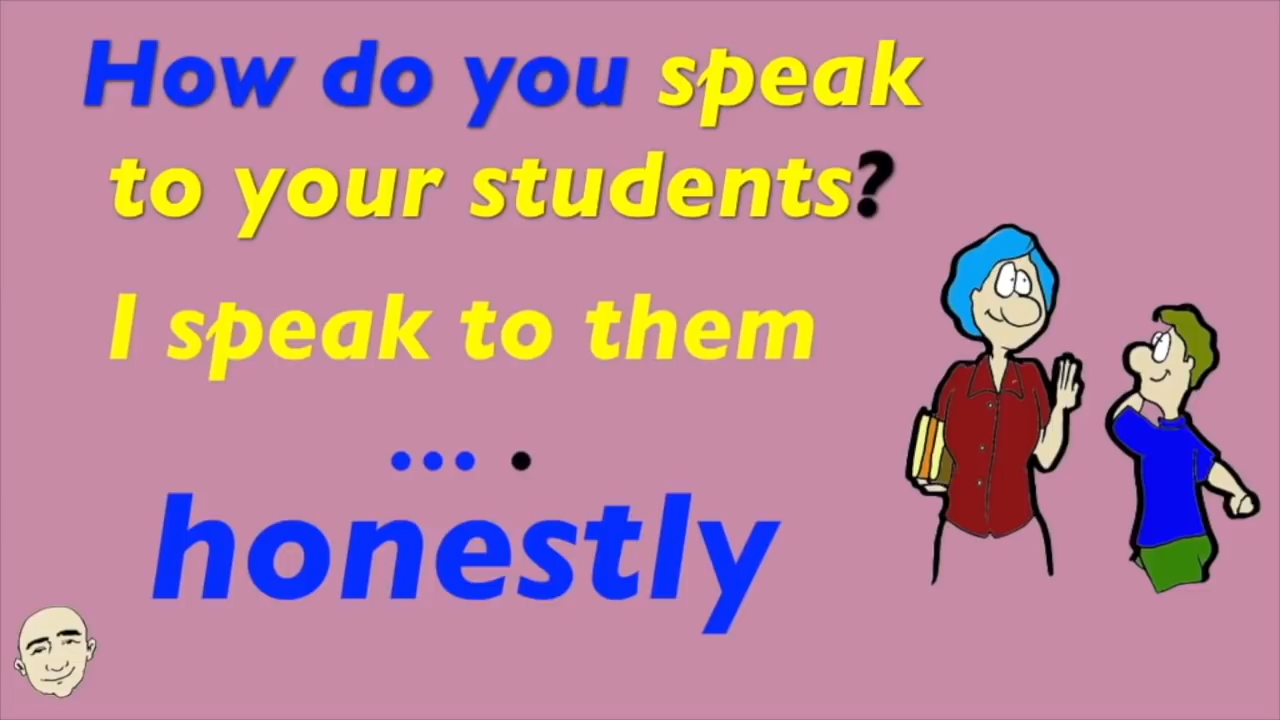 How do you speak
to your students?
I speak to them
... .
honestly